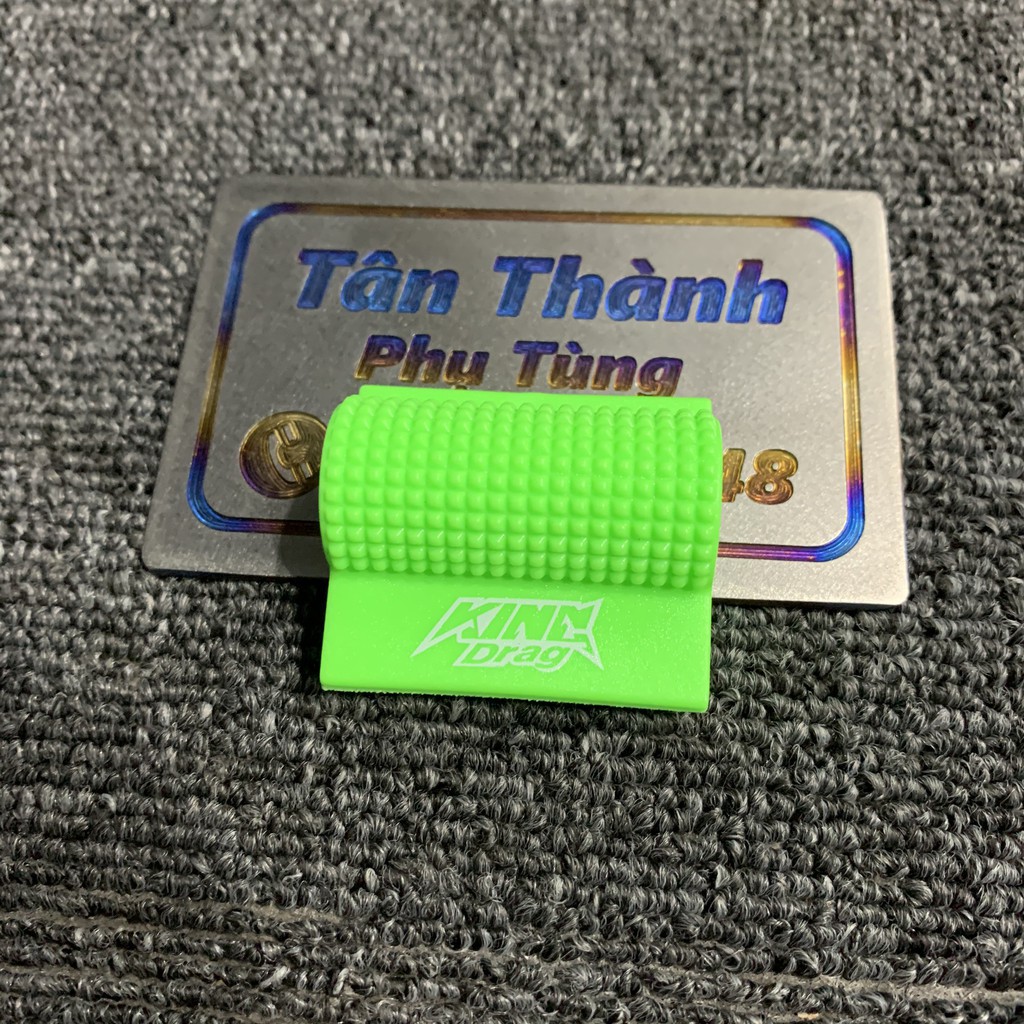 Tân Thành
Phụ Tùng
48
KING
Drag